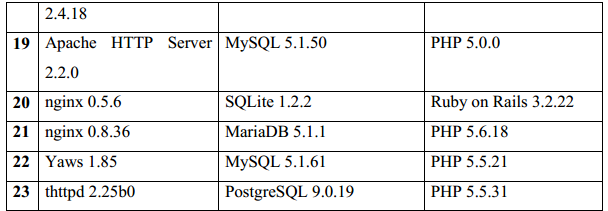 2.4.18
19 Apache HTTP Server MySQL 5.1.50 PHP 5.0.0
2.2.0
20 nginx 0.5.6 SQLite 1.2.2 Ruby on Rails 3.2.22
21 nginx 0.8.36 MariaDB 5.1.1 PHP 5.6.18
22 Yaws 1.85 MySQL 5.1.61 PHP 5.5.21
23 thttpd 2.25b0 PostgreSQL 9.0.19 PHP 5.5.31